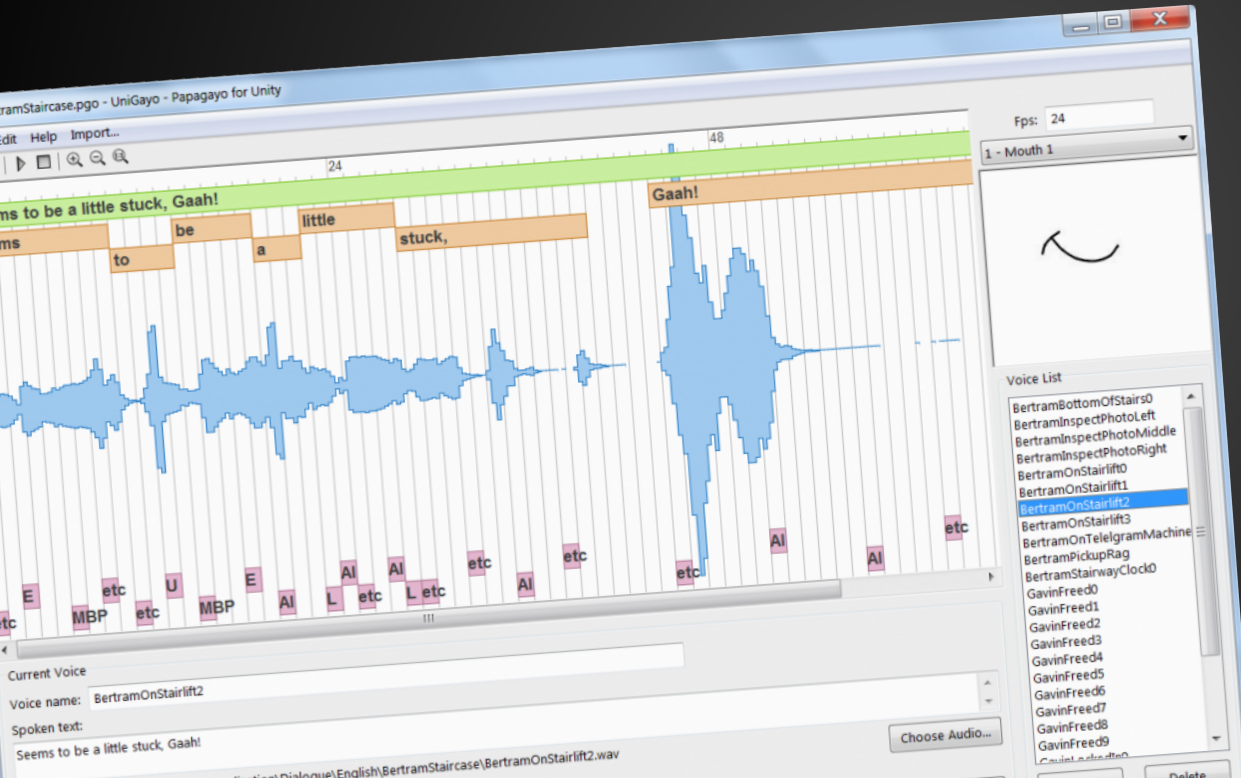 tramStaircase.pgo - UniGayo - Papagayo for Unity
Edit Help Import...
24
48
Fps: 24
1 - Mouth 1
ms to be a little stuck, Gaah!
ms
to
be
a
little
stuck,
Gaah!
etc
E
MBP
etc
etc
U
MBP
E
AI
L
AI
etc
AI
L
etc
etc
AI
etc
etc
AI
AI
etc
Voice List
BertramBottomOfStairs0
BertramInspectPhotoLeft
BertramInspectPhotoMiddle
BertramInspectPhotoRight
BertramOnStairlift0
BertramOnStairlift1
BertramOnStairlift2
BertramOnStairlift3
BertramOnTelelgramMachine
BertramPickupRag
BertramStairwayClock0
GavinFreed0
GavinFreed1
GavinFreed2
GavinFreed3
GavinFreed4
GavinFreed5
GavinFreed6
GavinFreed7
GavinFreed8
GavinFreed9
GavinLockedIn0
Delete
Current Voice
Voice name: BertramOnStairlift2
Spoken text:
Seems to be a little stuck, Gaah!
Choose Audio...
\Dialogue\English\BertramStaircase\BertramOnStairlift2.wav